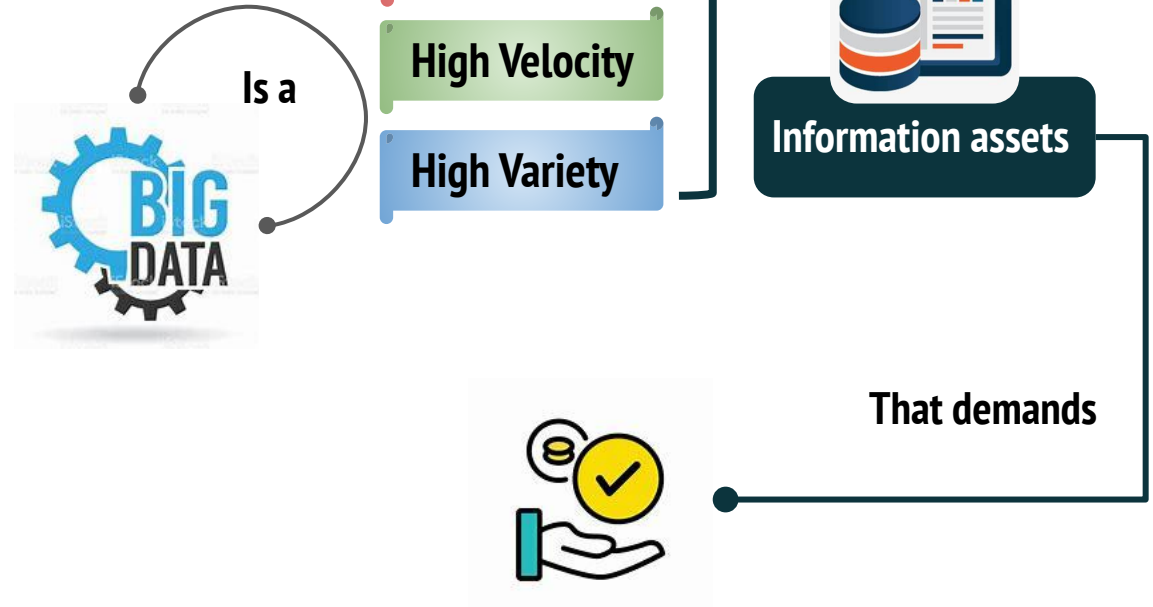 High Velocity
Is a
High Variety
Information assets
BIG
DATA
That demands